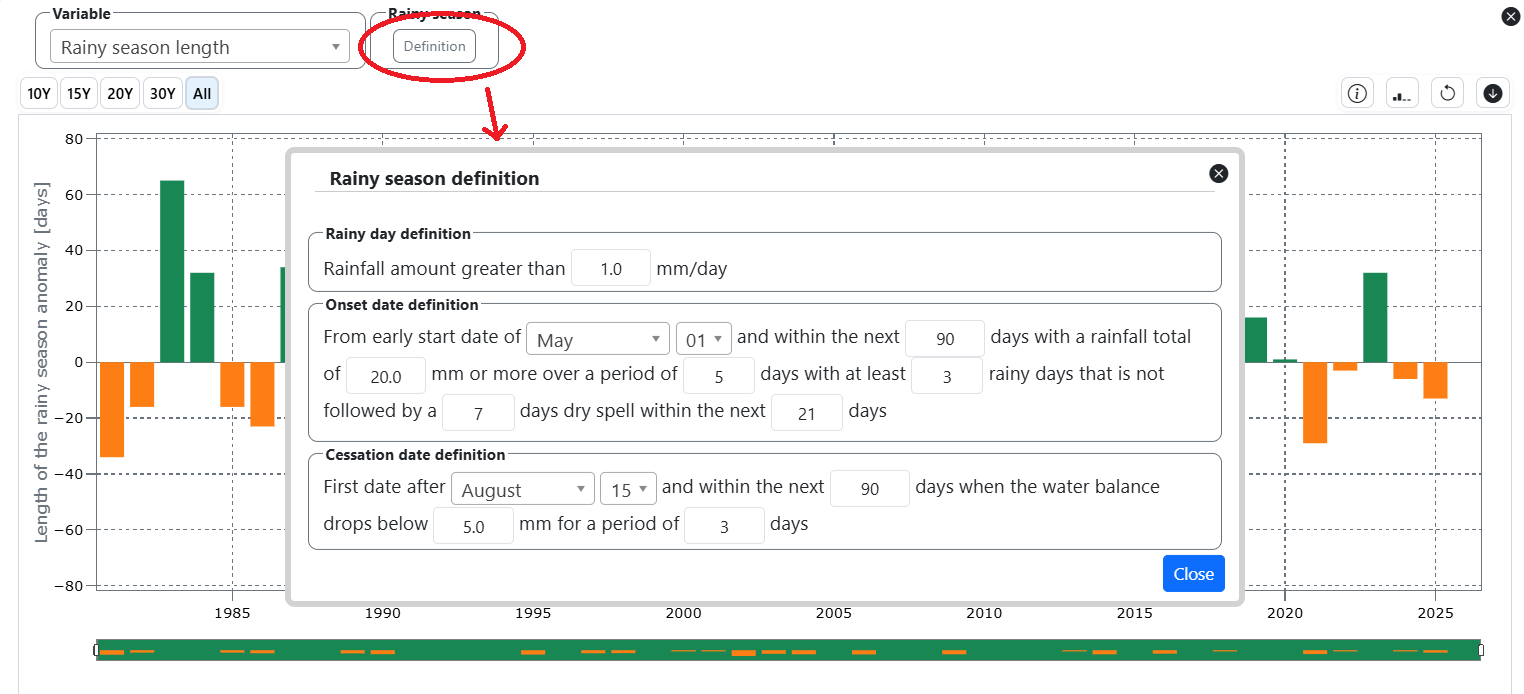 Variable
Rainy season
Rainy season length
Definition
10Y 15Y 20Y 30Y All
80
60
40
20
0
−20
−40
−60
−80
Length of the rainy season anomaly [days]
Rainy season definition
Rainy day definition
Rainfall amount greater than 1.0 mm/day
Onset date definition
From early start date of May 01 and within the next 90 days with a rainfall total
of 20.0 mm or more over a period of 5 days with at least 3 rainy days that is not
followed by a 7 days dry spell within the next 21 days
Cessation date definition
First date after August 15 and within the next 90 days when the water balance
drops below 5.0 mm for a period of 3 days
Close
1985 1990 1995 2000 2005 2010 2015 2020 2025